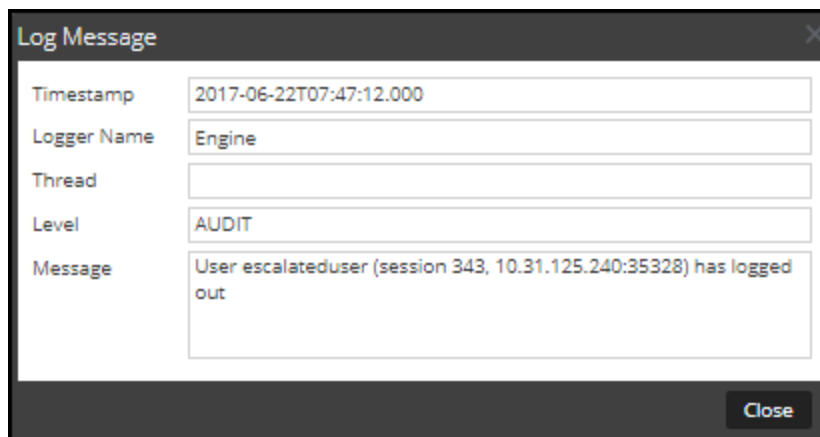 Log Message
Timestamp 2017-06-22T07:47:12.000
Logger Name Engine
Thread
Level AUDIT
Message User escalateduser (session 343, 10.31.125.240:35328) has logged
out
Close